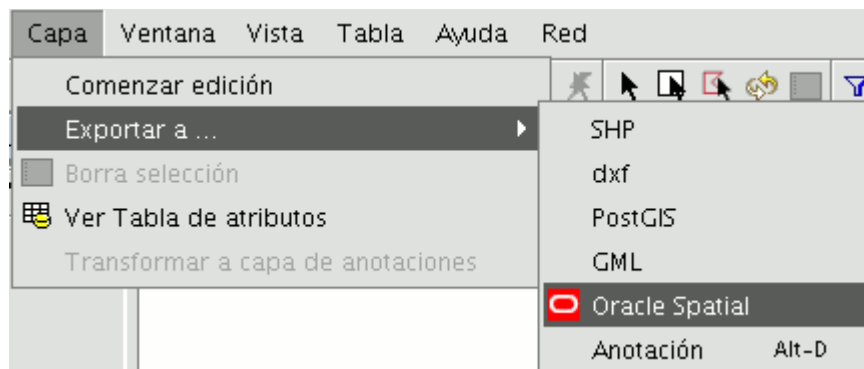 Capa Ventana Vista Tabla Ayuda Red
Comenzar edición
Exportar a ...
Borra selección
Ver Tabla de atributos
Transformar a capa de anotaciones
SHP
dxf
PostGIS
GML
Oracle Spatial
Anotación Alt-D